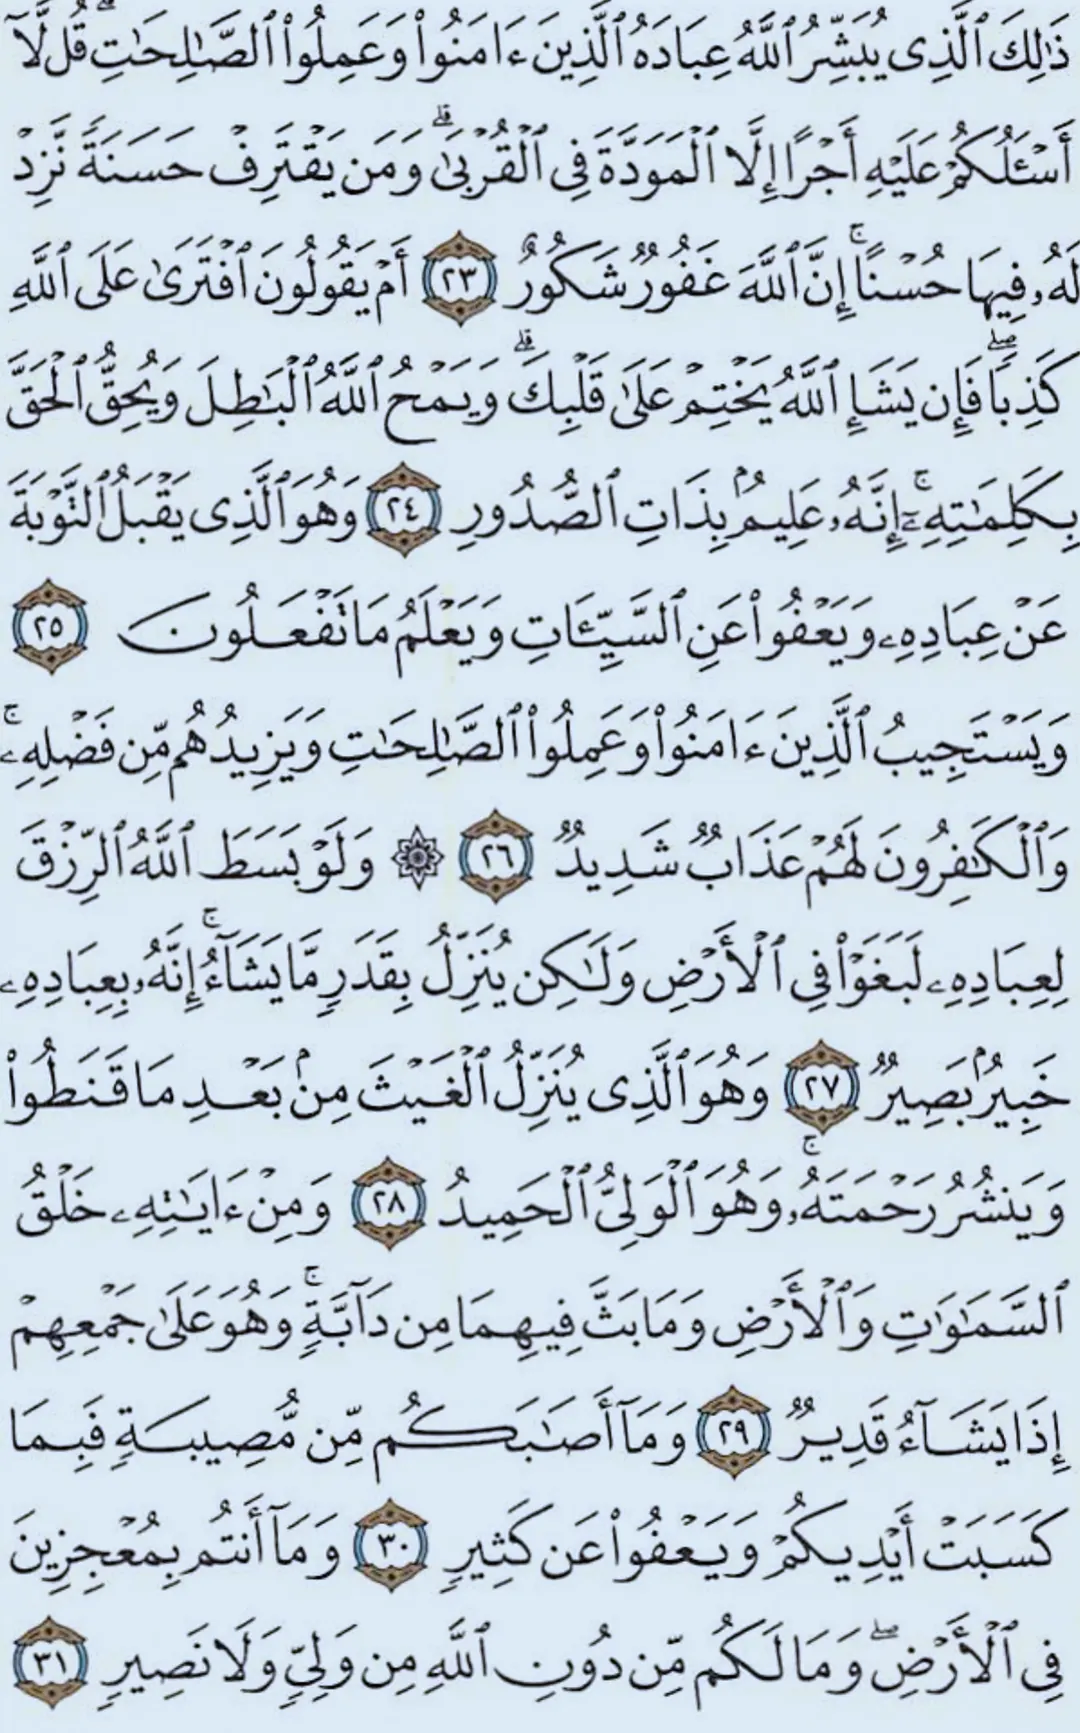 ذَٰلِكَ ٱلَّذِى يُبَشِّرُ ٱللَّهُ عِبَادَهُ ٱلَّذِينَ ءَامَنُوا۟ وَعَمِلُوا۟ ٱلصَّٰلِحَٰتِ ۗ قُل لَّآ
أَسْـَٔلُكُمْ عَلَيْهِ أَجْرًا إِلَّا ٱلْمَوَدَّةَ فِى ٱلْقُرْبَىٰ ۗ وَمَن يَقْتَرِفْ حَسَنَةً نَّزِدْ
لَهُۥ فِيهَا حُسْنًا ۚ إِنَّ ٱللَّهَ غَفُورٌ شَكُورٌ ٢٣ أَمْ يَقُولُونَ ٱفْتَرَىٰ عَلَى ٱللَّهِ
كَذِبًا ۖ فَإِن يَشَإِ ٱللَّهُ يَخْتِمْ عَلَىٰ قَلْبِكَ ۗ وَيَمْحُ ٱللَّهُ ٱلْبَٰطِلَ وَيُحِقُّ ٱلْحَقَّ
بِكَلِمَٰتِهِۦٓ ۚ إِنَّهُۥ عَلِيمٌۢ بِذَاتِ ٱلصُّدُورِ ٢٤ وَهُوَ ٱلَّذِى يَقْبَلُ ٱلتَّوْبَةَ
عَنْ عِبَادِهِۦ وَيَعْفُوا۟ عَنِ ٱلسَّيِّـَٔاتِ وَيَعْلَمُ مَا تَفْعَلُونَ ٢٥
وَيَسْتَجِيبُ ٱلَّذِينَ ءَامَنُوا۟ وَعَمِلُوا۟ ٱلصَّٰلِحَٰتِ وَيَزِيدُهُم مِّن فَضْلِهِۦ ۚ
وَٱلْكَٰفِرُونَ لَهُمْ عَذَابٌ شَدِيدٌ ٢٦ ۞ وَلَوْ بَسَطَ ٱللَّهُ ٱلرِّزْقَ
لِعِبَادِهِۦ لَبَغَوْا۟ فِى ٱلْأَرْضِ وَلَٰكِن يُنَزِّلُ بِقَدَرٍ مَّا يَشَآءُ ۚ إِنَّهُۥ بِعِبَادِهِۦ
خَبِيرٌۢ بَصِيرٌ ٢٧ وَهُوَ ٱلَّذِى يُنَزِّلُ ٱلْغَيْثَ مِنۢ بَعْدِ مَا قَنَطُوا۟
وَيَنشُرُ رَحْمَتَهُۥ ۚ وَهُوَ ٱلْوَلِىُّ ٱلْحَمِيدُ ٢٨ وَمِنْ ءَايَٰتِهِۦ خَلْقُ
ٱلسَّمَٰوَٰتِ وَٱلْأَرْضِ وَمَا بَثَّ فِيهِمَا مِن دَآبَّةٍ ۚ وَهُوَ عَلَىٰ جَمْعِهِمْ
إِذَا يَشَآءُ قَدِيرٌ ٢٩ وَمَآ أَصَٰبَكُم مِّن مُّصِيبَةٍ فَبِمَا
كَسَبَتْ أَيْدِيكُمْ وَيَعْفُوا۟ عَن كَثِيرٍ ٣٠ وَمَآ أَنتُم بِمُعْجِزِينَ
فِى ٱلْأَرْضِ ۖ وَمَا لَكُم مِّن دُونِ ٱللَّهِ مِن وَلِىٍّ وَلَا نَصِيرٍ ٣١